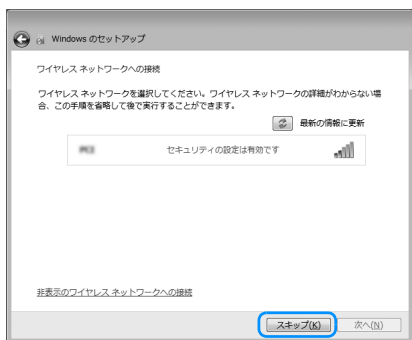 Windows のセットアップ
ワイヤレス ネットワークへの接続
ワイヤレス ネットワークを選択してください。ワイヤレス ネットワークの詳細がわからない場
合、この手順を省略して後で実行することができます。
最新の情報に更新
セキュリティの設定は有効です
非表示のワイヤレス ネットワークへの接続
スキップ(K) 次へ(N)